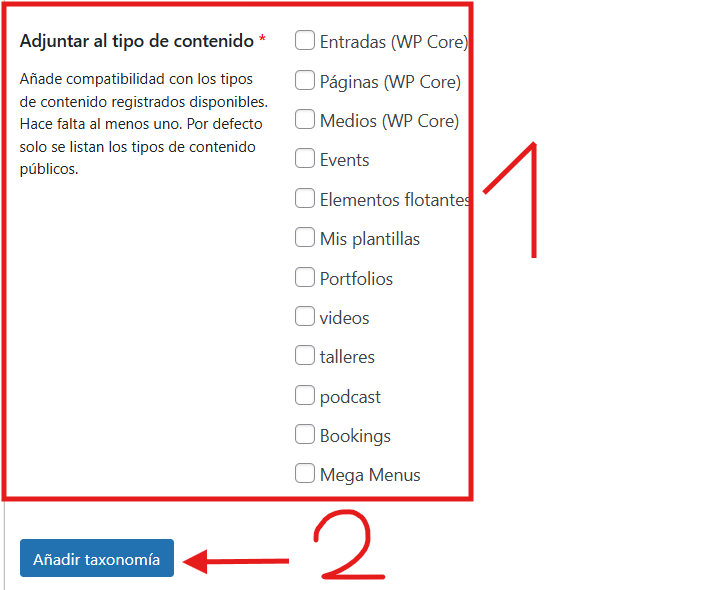 Adjuntar al tipo de contenido *
Añade compatibilidad con los tipos
de contenido registrados disponibles.
Hace falta al menos uno. Por defecto
solo se listan los tipos de contenido
públicos.
Entradas (WP Core)
Páginas (WP Core)
Medios (WP Core)
Events
Elementos flotantes
Mis plantillas
Portfolios
videos
talleres
podcast
Bookings
Mega Menus
1
Añadir taxonomía
2